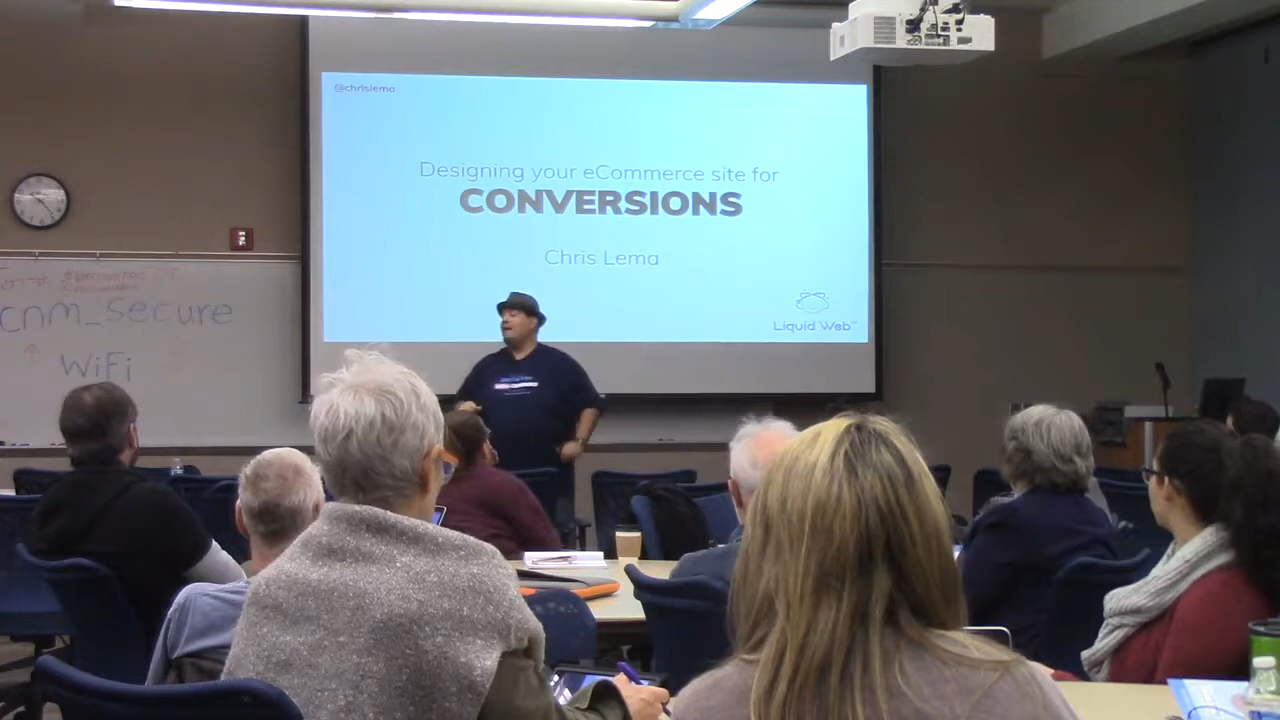 @chrislema
Designing your eCommerce site for
CONVERSIONS
Chris Lema
Liquid Web
cnm_secure
WiFi